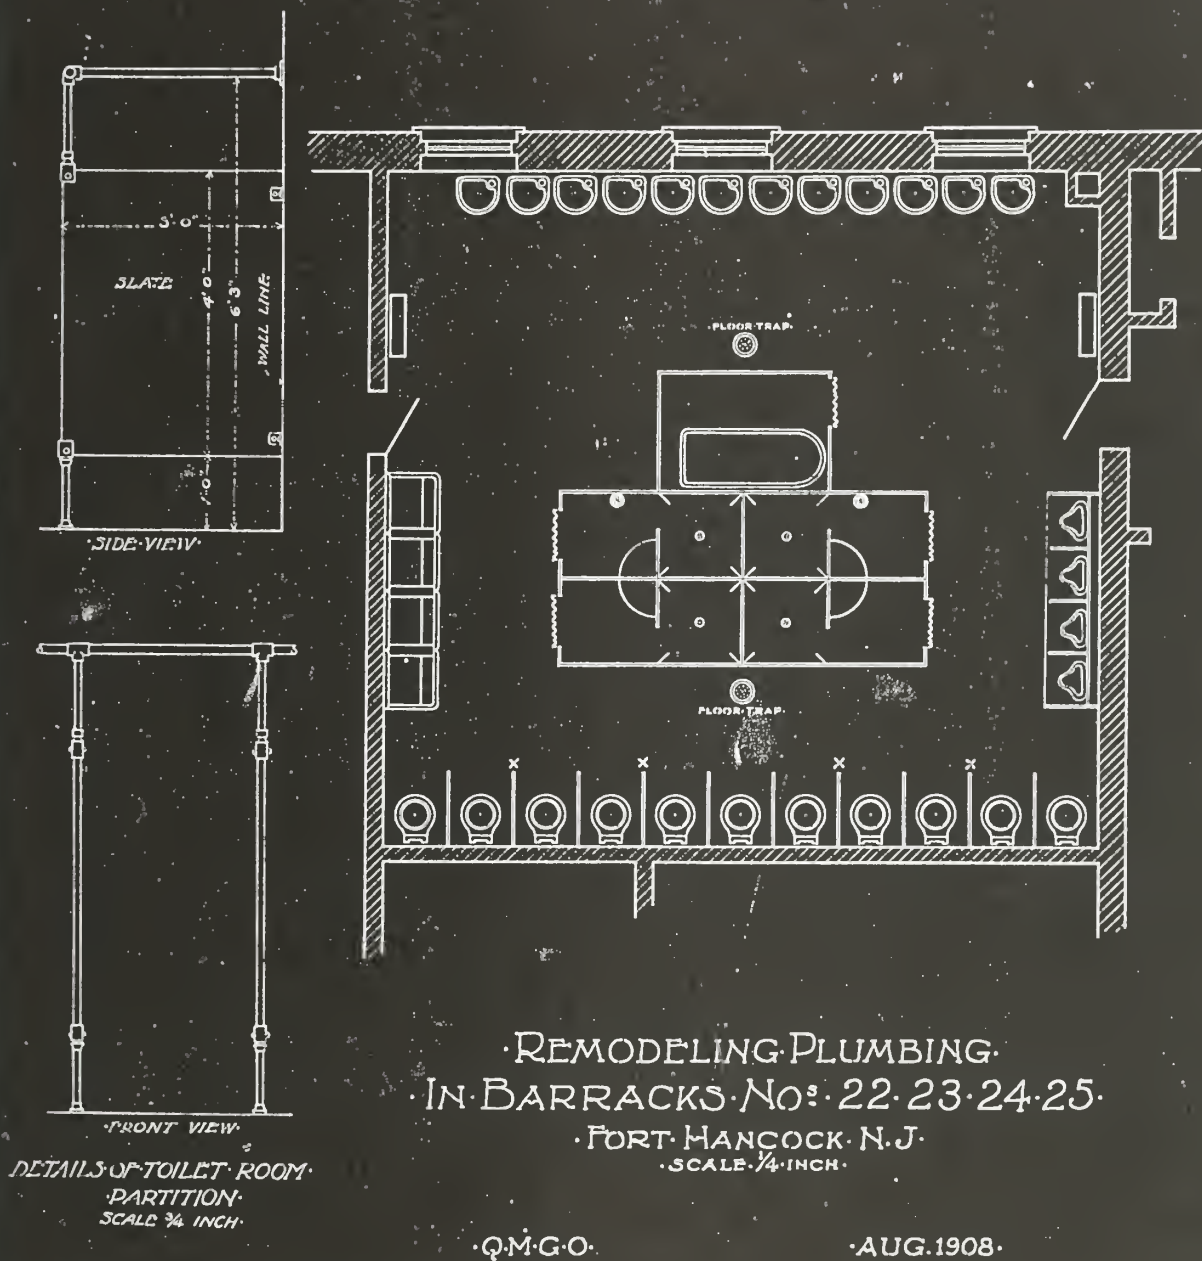 3'·0"
SLATE
4'0"
6'3"
WALL LINE
1'0"
·SIDE·VIEW·
·FLOOR·TRAP·
·FLOOR·TRAP·
x x x x
·FRONT VIEW·
DETAILS·OF·TOILET·ROOM·
·PARTITION·
SCALE ¾ INCH·
·REMODELING·PLUMBING·
·IN·BARRACKS·Nos: 22·23·24·25·
·FORT·HANCOCK·N.J·
·SCALE·¼·INCH·
·Q·M·G·O·
·AUG.1908·